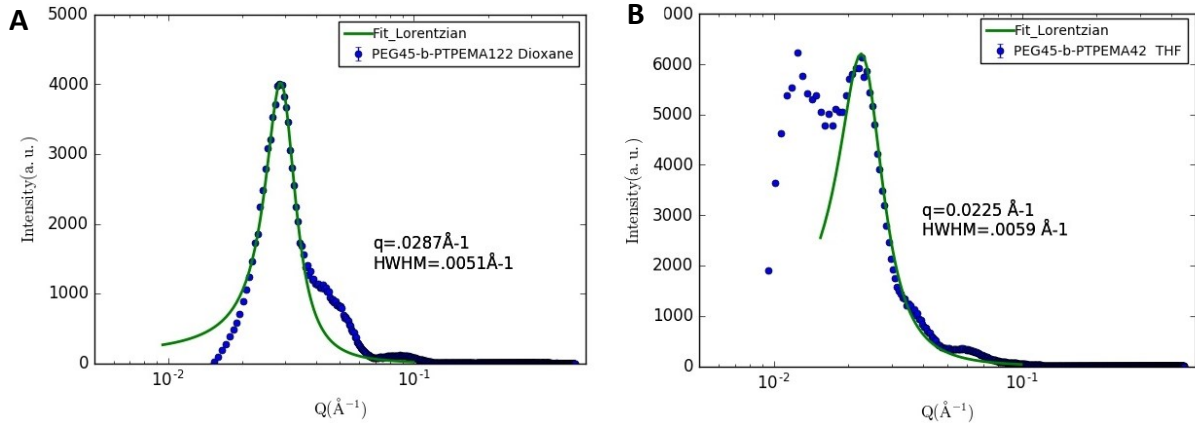 A
5000
4000
3000
2000
1000
0
Intensity(a. u.)
Fit_Lorentzian
PEG45-b-PTPEMA122 Dioxane
q=.0287Å-1
HWHM=.0051Å-1
10-2
10-1
Q(Å−1)
B
000
6000
5000
4000
3000
2000
1000
0
Intensity(a. u.)
Fit_Lorentzian
PEG45-b-PTPEMA42 THF
q=0.0225 Å-1
HWHM=.0059 Å-1
10-2
10-1
Q(Å−1)